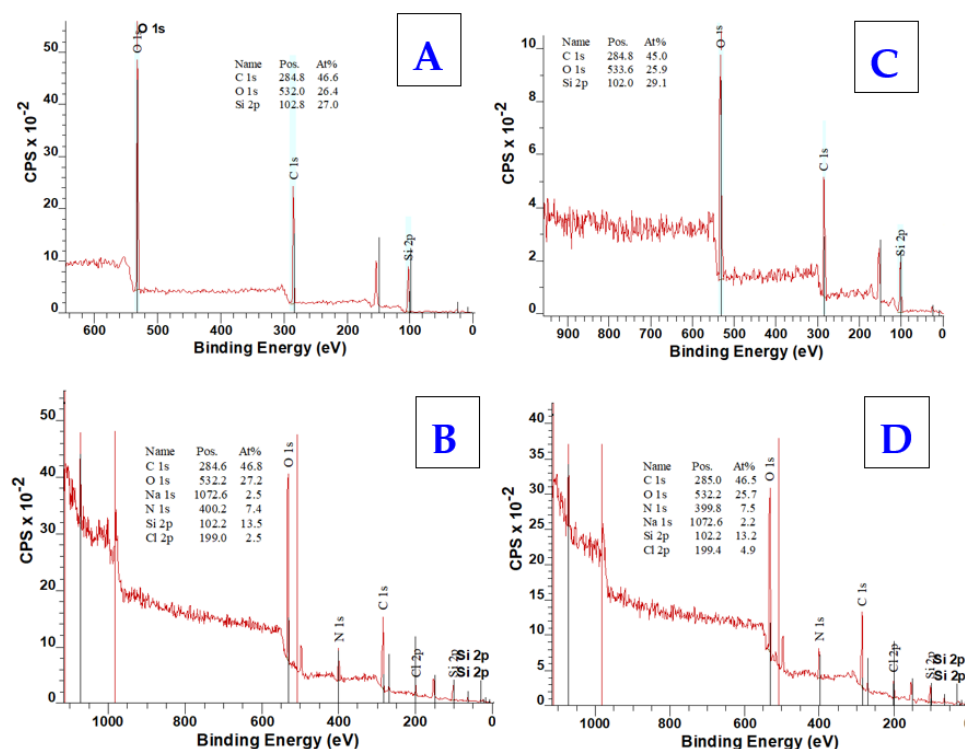 A
O 1s
O 1s
Name Pos. At%
C 1s 284.8 46.6
O 1s 532.0 26.4
Si 2p 102.8 27.0
C 1s
Si 2p
50
40
30
20
10
0
CPS x 10⁻²
600 500 400 300 200 100 0
Binding Energy (eV)
C
Name Pos. At%
C 1s 284.8 45.0
O 1s 533.6 25.9
Si 2p 102.0 29.1
O 1s
C 1s
Si 2p
10
8
6
4
2
0
CPS x 10⁻²
900 800 700 600 500 400 300 200 100 0
Binding Energy (eV)
B
Name Pos. At%
C 1s 284.6 46.8
O 1s 532.2 27.2
Na 1s 1072.6 2.5
N 1s 400.2 7.4
Si 2p 102.2 13.5
Cl 2p 199.0 2.5
O 1s
N 1s
C 1s
Cl 2p
Si 2p
Si 2p
Si 2p
50
40
30
20
10
0
CPS x 10⁻²
1000 800 600 400 200 0
Binding Energy (eV)
D
Name Pos. At%
C 1s 285.0 46.5
O 1s 532.2 25.7
N 1s 399.8 7.5
Na 1s 1072.6 2.2
Si 2p 102.2 13.2
Cl 2p 199.4 4.9
O 1s
N 1s
C 1s
Cl 2p
Si 2p
Si 2p
Si 2p
40
35
30
25
20
15
10
5
0
CPS x 10⁻²
1000 800 600 400 200
Binding Energy (eV)